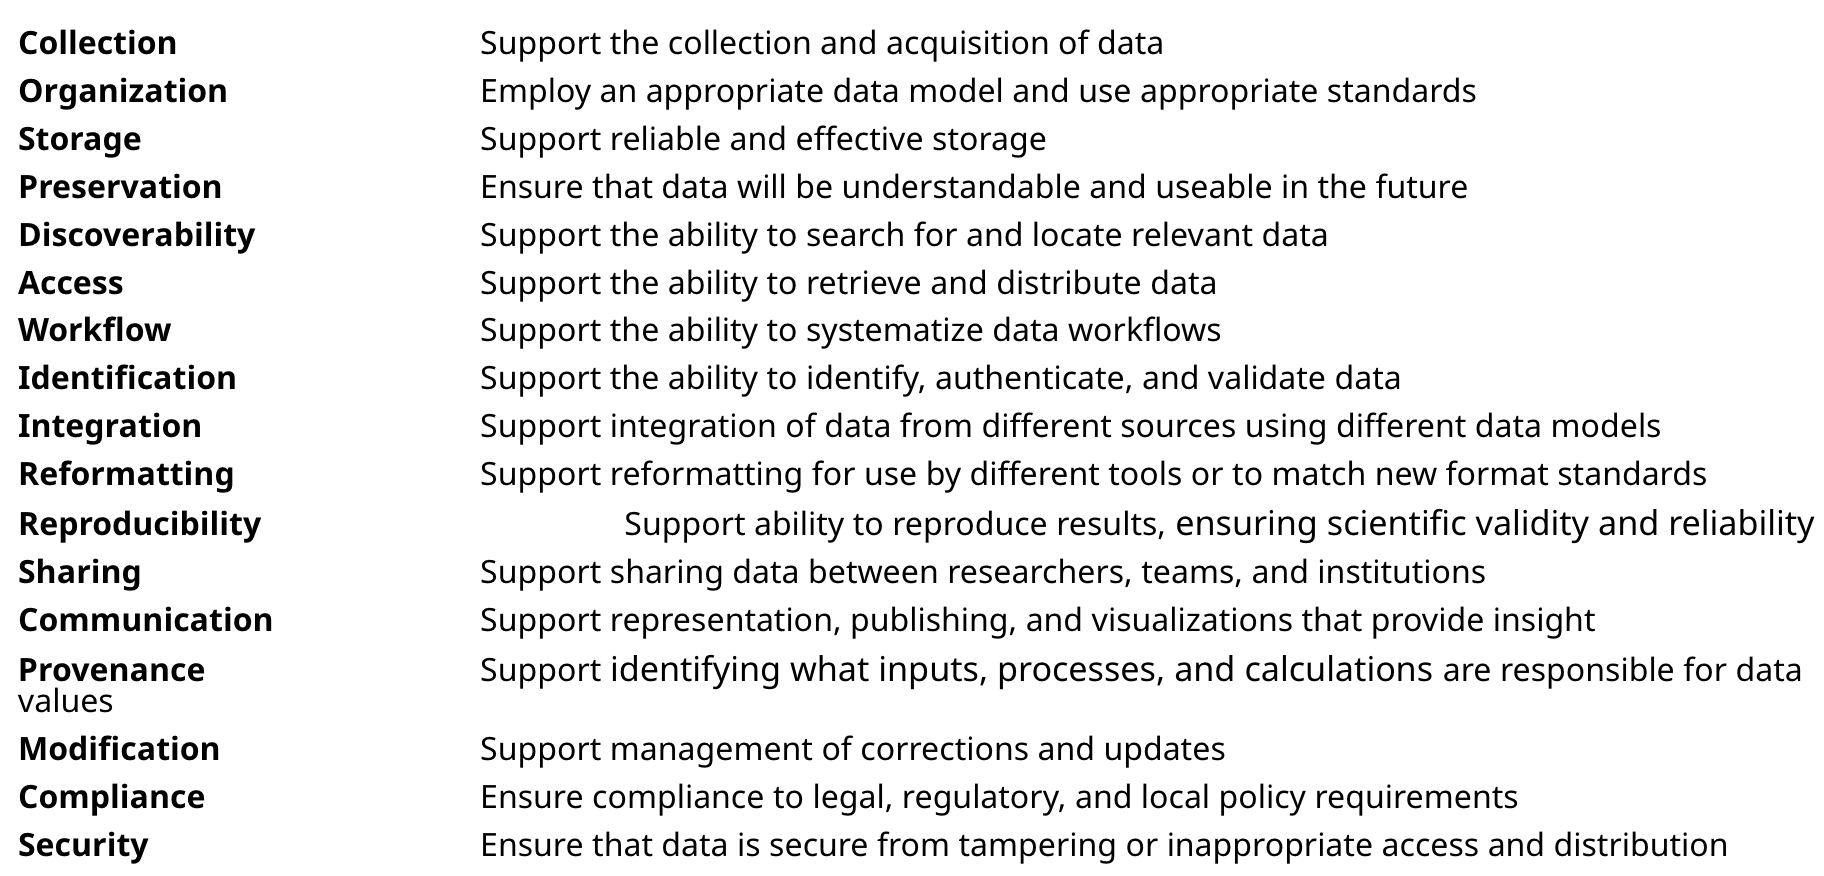 Collection Support the collection and acquisition of data
Organization Employ an appropriate data model and use appropriate standards
Storage Support reliable and effective storage
Preservation Ensure that data will be understandable and useable in the future
Discoverability Support the ability to search for and locate relevant data
Access Support the ability to retrieve and distribute data
Workflow Support the ability to systematize data workflows
Identification Support the ability to identify, authenticate, and validate data
Integration Support integration of data from different sources using different data models
Reformatting Support reformatting for use by different tools or to match new format standards
Reproducibility Support ability to reproduce results, ensuring scientific validity and reliability
Sharing Support sharing data between researchers, teams, and institutions
Communication Support representation, publishing, and visualizations that provide insight
Provenance Support identifying what inputs, processes, and calculations are responsible for data
values
Modification Support management of corrections and updates
Compliance Ensure compliance to legal, regulatory, and local policy requirements
Security Ensure that data is secure from tampering or inappropriate access and distribution